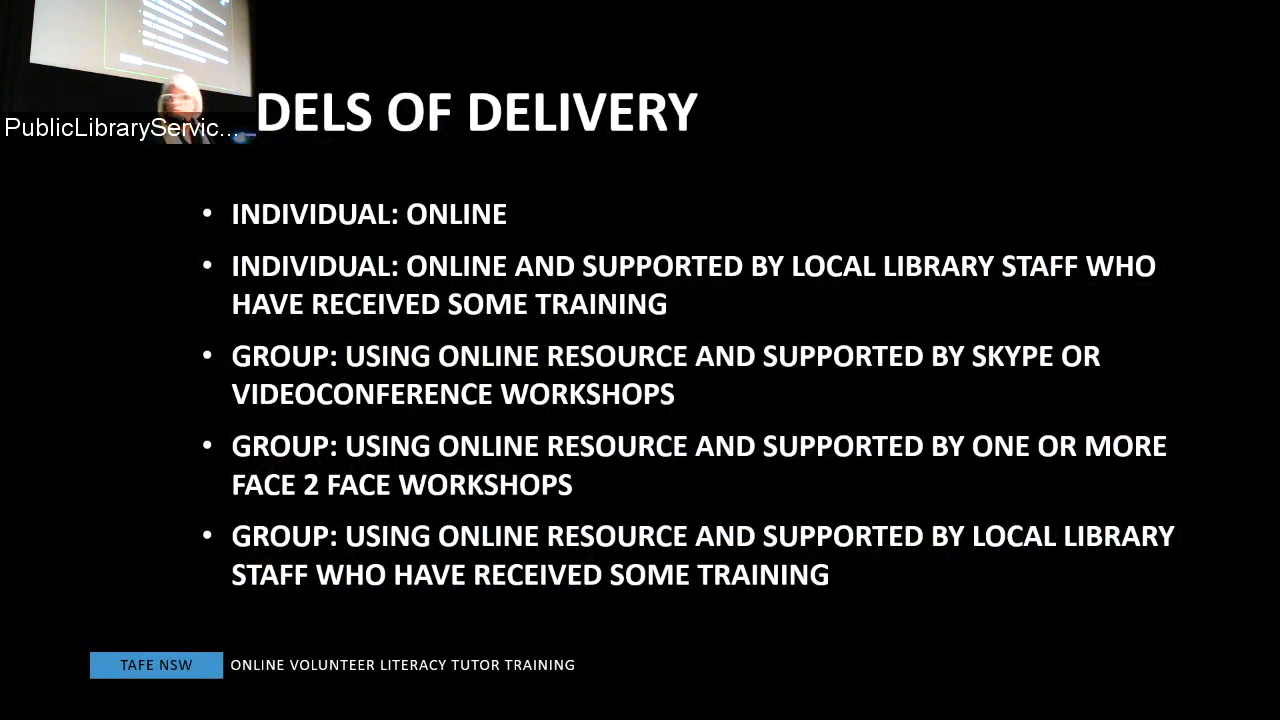 PublicLibraryServic...
DELS OF DELIVERY
• INDIVIDUAL: ONLINE
• INDIVIDUAL: ONLINE AND SUPPORTED BY LOCAL LIBRARY STAFF WHO
HAVE RECEIVED SOME TRAINING
• GROUP: USING ONLINE RESOURCE AND SUPPORTED BY SKYPE OR
VIDEOCONFERENCE WORKSHOPS
• GROUP: USING ONLINE RESOURCE AND SUPPORTED BY ONE OR MORE
FACE 2 FACE WORKSHOPS
• GROUP: USING ONLINE RESOURCE AND SUPPORTED BY LOCAL LIBRARY
STAFF WHO HAVE RECEIVED SOME TRAINING
TAFE NSW ONLINE VOLUNTEER LITERACY TUTOR TRAINING